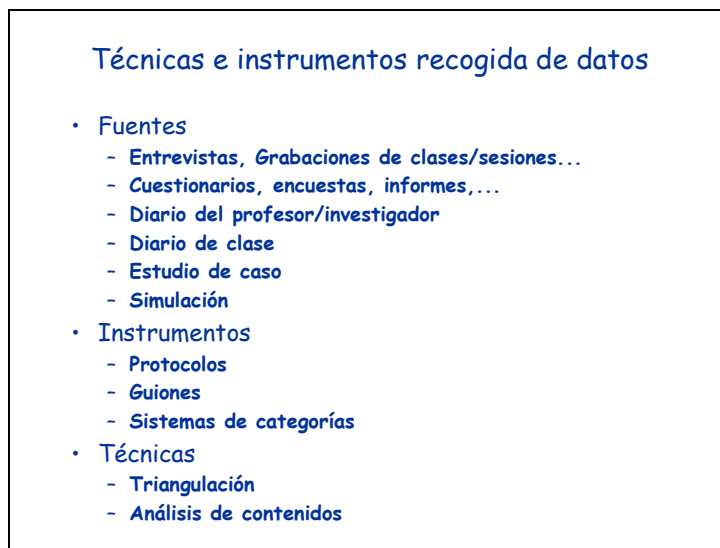 Técnicas e instrumentos recogida de datos
• Fuentes
– Entrevistas, Grabaciones de clases/sesiones...
– Cuestionarios, encuestas, informes,...
– Diario del profesor/investigador
– Diario de clase
– Estudio de caso
– Simulación
• Instrumentos
– Protocolos
– Guiones
– Sistemas de categorías
• Técnicas
– Triangulación
– Análisis de contenidos